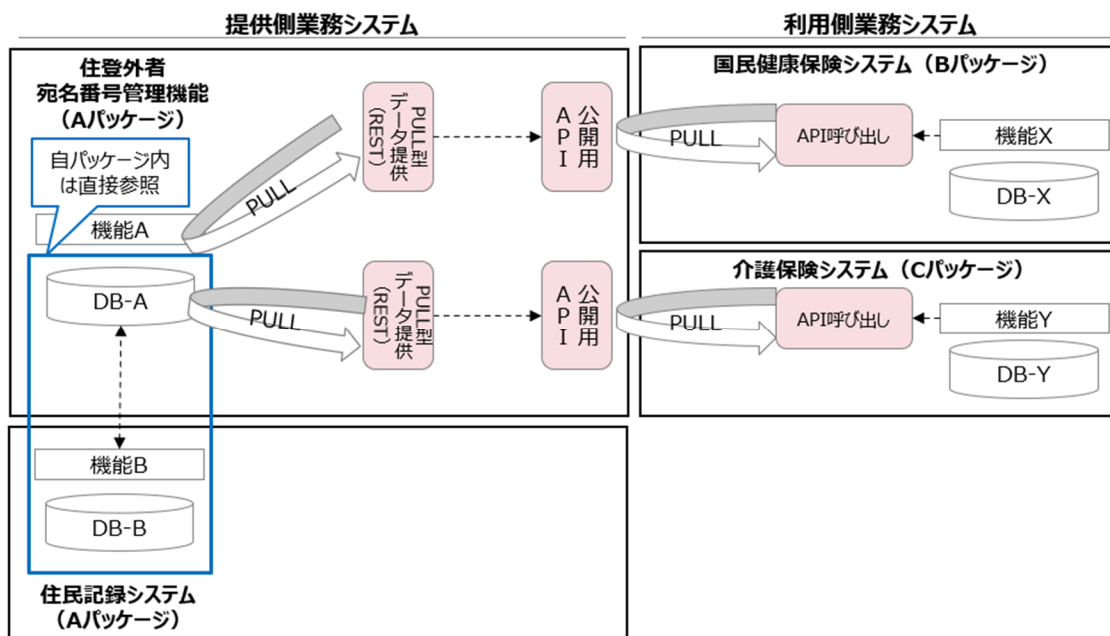 提供側業務システム
利用側業務システム
住登外者
宛名番号管理機能
（Aパッケージ）
自パッケージ内
は直接参照
機能A
DB-A
PULL
PULL型
データ提供
(REST)
公開用
API
PULL
PULL型
データ提供
(REST)
公開用
API
機能B
DB-B
住民記録システム
（Aパッケージ）
国民健康保険システム（Bパッケージ）
PULL
API呼び出し
機能X
DB-X
介護保険システム（Cパッケージ）
PULL
API呼び出し
機能Y
DB-Y